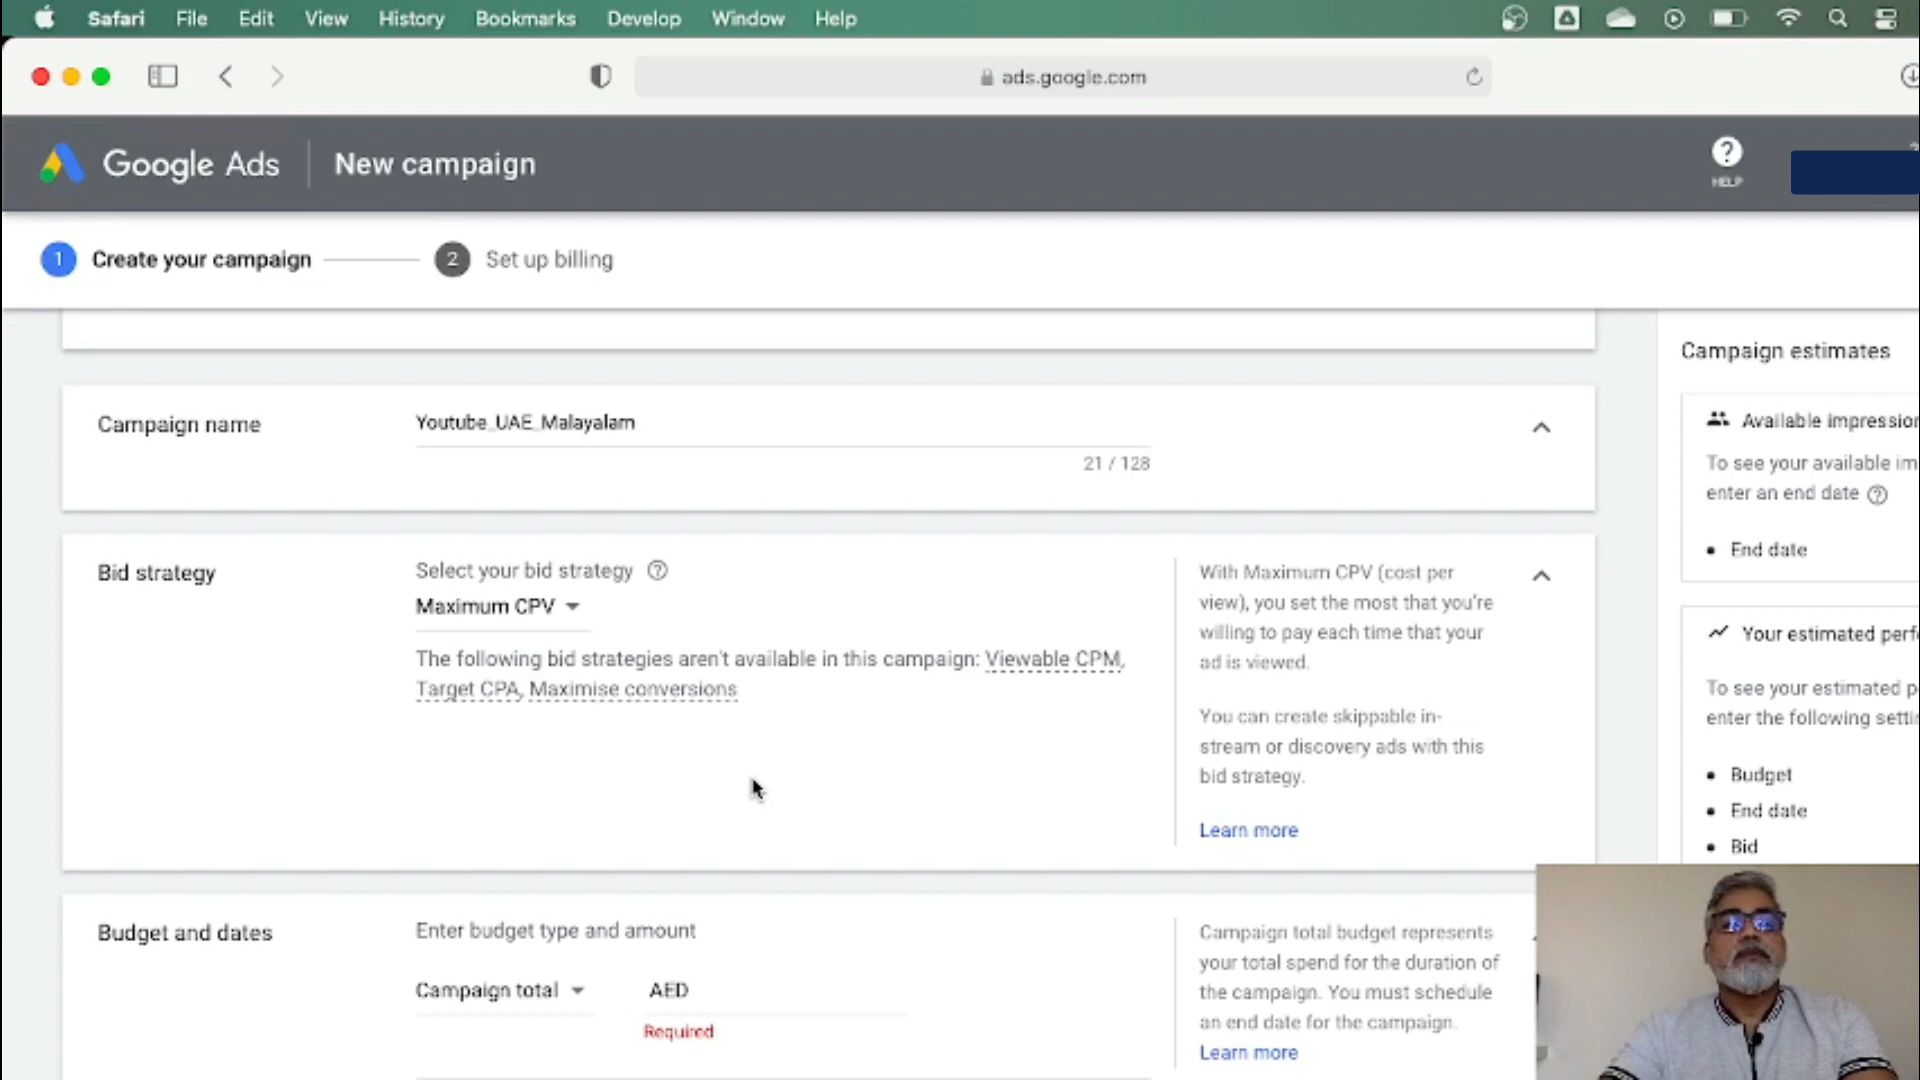 Safari File Edit View History Bookmarks Develop Window Help
ads.google.com
Google Ads New campaign
HELP
1 Create your campaign 2 Set up billing
Campaign name
Youtube_UAE_Malayalam
21 / 128
Bid strategy
Select your bid strategy
Maximum CPV
The following bid strategies aren't available in this campaign: Viewable CPM,
Target CPA, Maximise conversions
With Maximum CPV (cost per
view), you set the most that you're
willing to pay each time that your
ad is viewed.
You can create skippable in-
stream or discovery ads with this
bid strategy.
Learn more
Budget and dates
Enter budget type and amount
Campaign total AED
Required
Campaign total budget represents
your total spend for the duration of
the campaign. You must schedule
an end date for the campaign.
Learn more
Campaign estimates
Available
To see your available
enter an end date
• End date
Your estimated
To see your estimated
enter the following
• Budget
• End date
• Bid